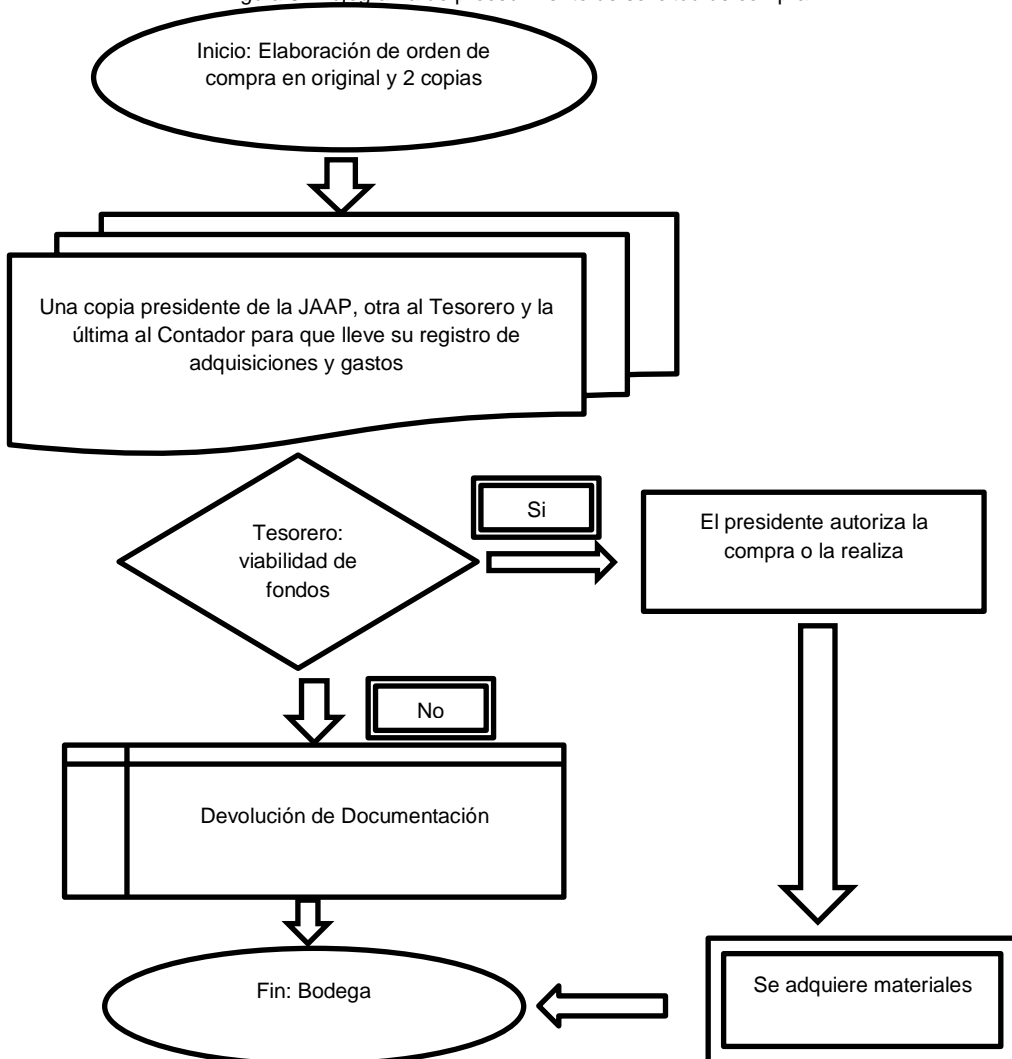 Inicio: Elaboración de orden de
compra en original y 2 copias
Una copia presidente de la JAAP, otra al Tesorero y la
última al Contador para que lleve su registro de
adquisiciones y gastos
Tesorero:
viabilidad de
fondos
Si
El presidente autoriza la
compra o la realiza
No
Devolución de Documentación
Se adquiere materiales
Fin: Bodega